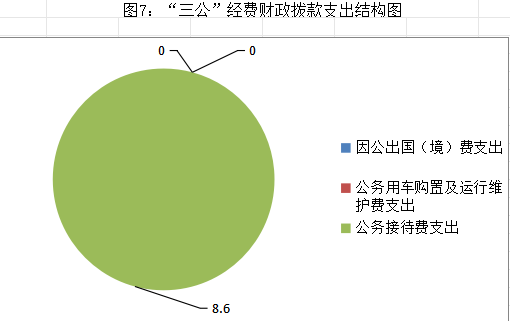 图7：“三公”经费财政拨款支出结构图
0
0
因公出国（境）费支出
公务用车购置及运行维
护费支出
公务接待费支出
8.6